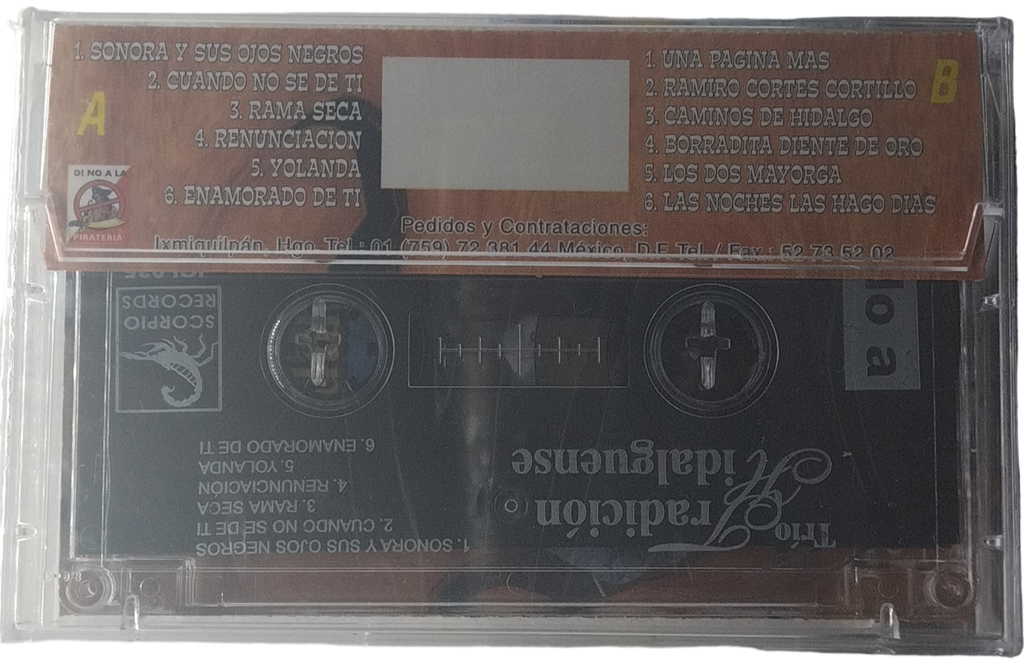 1. SONORA Y SUS OJOS NEGROS
2. CUANDO NO SE DE TI
3. RAMA SECA
4. RENUNCIACION
5. YOLANDA
6. ENAMORADO DE TI
A
DI NO A LA
PIRATERIA
1. UNA PAGINA MAS
2. RAMIRO CORTES CORTILLO
3. CAMINOS DE HIDALGO
4. BORRADITA DIENTE DE ORO
5. LOS DOS MAYORGA
6. LAS NOCHES LAS HAGO DIAS
B
Pedidos y Contrataciones:
Ixmiquilpán, Hgo. Tel.: 01 (759) 72 381 44 México, D.F. Tel. / Fax.: 52 73 52 02
Trío
Tradición
Hidalguense
1. SONORA Y SUS OJOS NEGROS
2. CUANDO NO SE DE TI
3. RAMA SECA
4. RENUNCIACIÓN
5. YOLANDA
6. ENAMORADO DE TI
SCORPIO
RECORDS
a